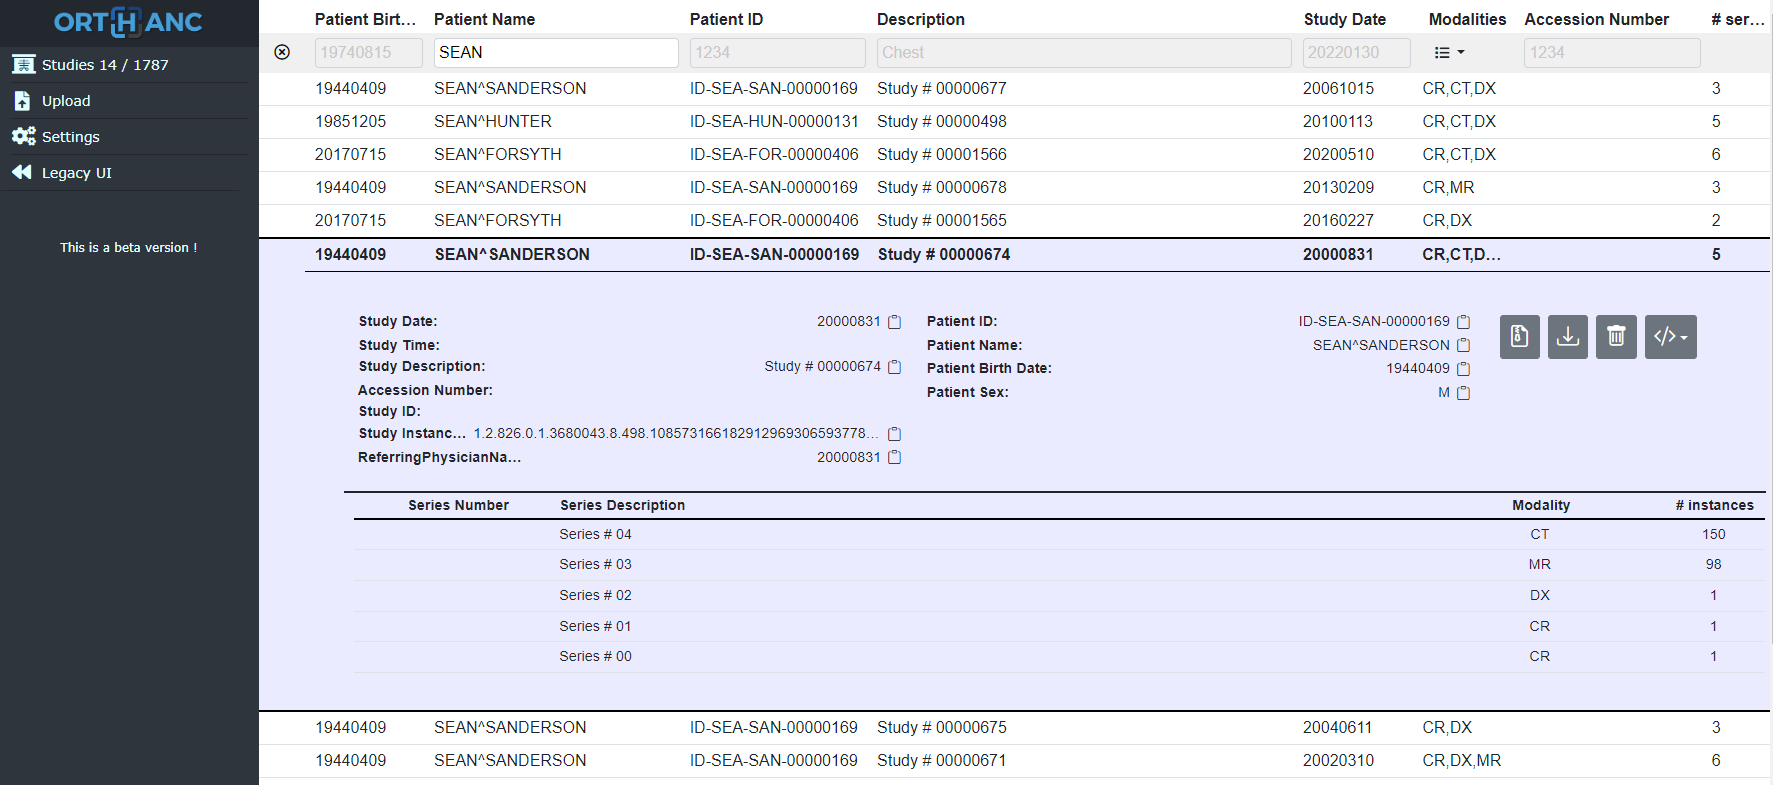 ORTHANC
Studies 14 / 1787
Upload
Settings
Legacy UI
This is a beta version !
Patient Birt... Patient Name Patient ID Description Study Date Modalities Accession Number # ser...
19740815 SEAN 1234 Chest 20220130 1234
19440409 SEAN^SANDERSON ID-SEA-SAN-00000169 Study # 00000677 20061015 CR,CT,DX 3
19851205 SEAN^HUNTER ID-SEA-HUN-00000131 Study # 00000498 20100113 CR,CT,DX 5
20170715 SEAN^FORSYTH ID-SEA-FOR-00000406 Study # 00001566 20200510 CR,CT,DX 6
19440409 SEAN^SANDERSON ID-SEA-SAN-00000169 Study # 00000678 20130209 CR,MR 3
20170715 SEAN^FORSYTH ID-SEA-FOR-00000406 Study # 00001565 20160227 CR,DX 2
19440409 SEAN^SANDERSON ID-SEA-SAN-00000169 Study # 00000674 20000831 CR,CT,D... 5
Study Date: 20000831
Study Time:
Study Description: Study # 00000674
Accession Number:
Study ID:
Study Instanc... 1.2.826.0.1.3680043.8.498.108573166182912969306593778...
ReferringPhysicianNa... 20000831
Patient ID: ID-SEA-SAN-00000169
Patient Name: SEAN^SANDERSON
Patient Birth Date: 19440409
Patient Sex: M
Series Number Series Description Modality # instances
Series # 04 CT 150
Series # 03 MR 98
Series # 02 DX 1
Series # 01 CR 1
Series # 00 CR 1
19440409 SEAN^SANDERSON ID-SEA-SAN-00000169 Study # 00000675 20040611 CR,DX 3
19440409 SEAN^SANDERSON ID-SEA-SAN-00000169 Study # 00000671 20020310 CR,DX,MR 6